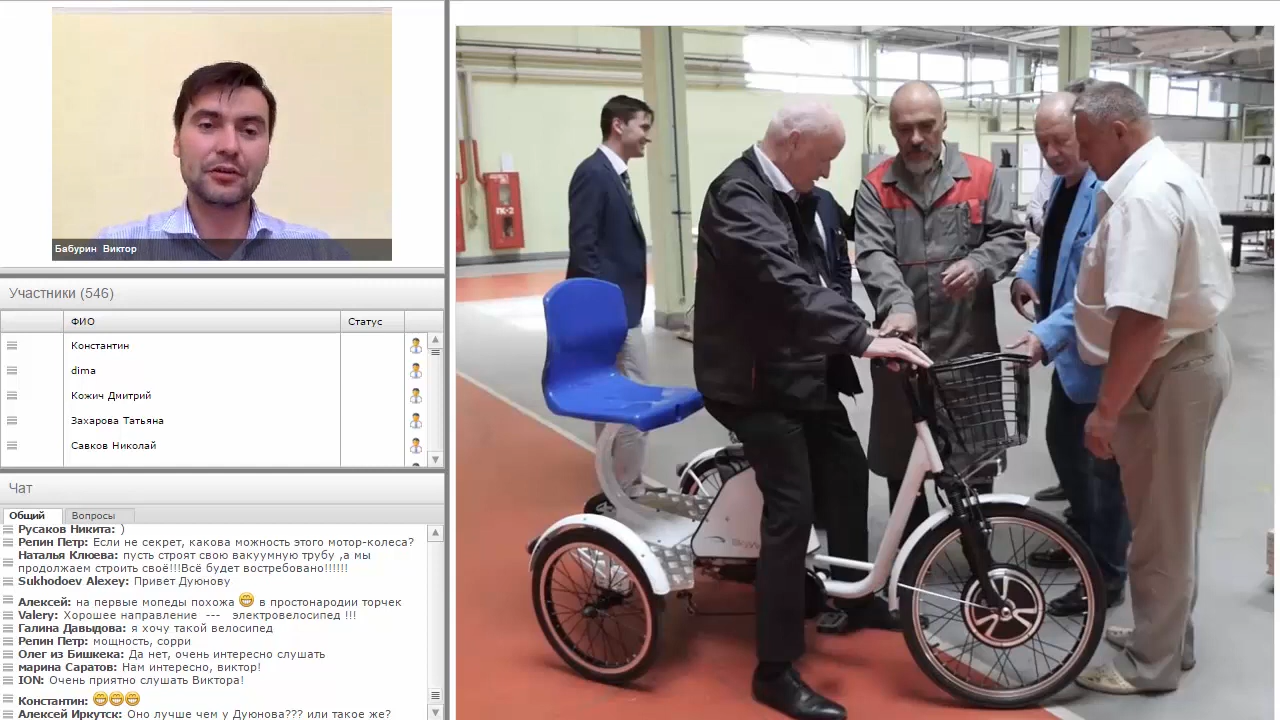 Бабурин Виктор
Участники (546)
ФИО
Статус
Константин
dima
Кожич Дмитрий
Захарова Татьяна
Савков Николай
Чат
Общий
Вопросы
Русаков Никита: )
Репин Петр: Если не секрет, какова можность этого мотор-колеса?
Наталья Клюева: пусть строят свою вакуумную трубу ,а мы
продолжаем строить своё!!!Всё будет востребовано!!!!!!
Sukhodoev Alexey: Привет Дуюнову
Алексей: на первые мопеды похожа 😁 в простонародии торчек
Valery: Хорошее направление --- электровелосипед !!!
Галина Давыдова: я хочу такой велосипед
Репин Петр: мощность, сорри
Олег из Бишкека: Да нет, очень интересно слушать
марина Саратов: Нам интересно, виктор!
ION: Очень приятно слушать Виктора!
Константин: 😁😁😁
Алексей Иркутск: Оно лучше чем у Дуюнова??? или такое же?
ПК-2